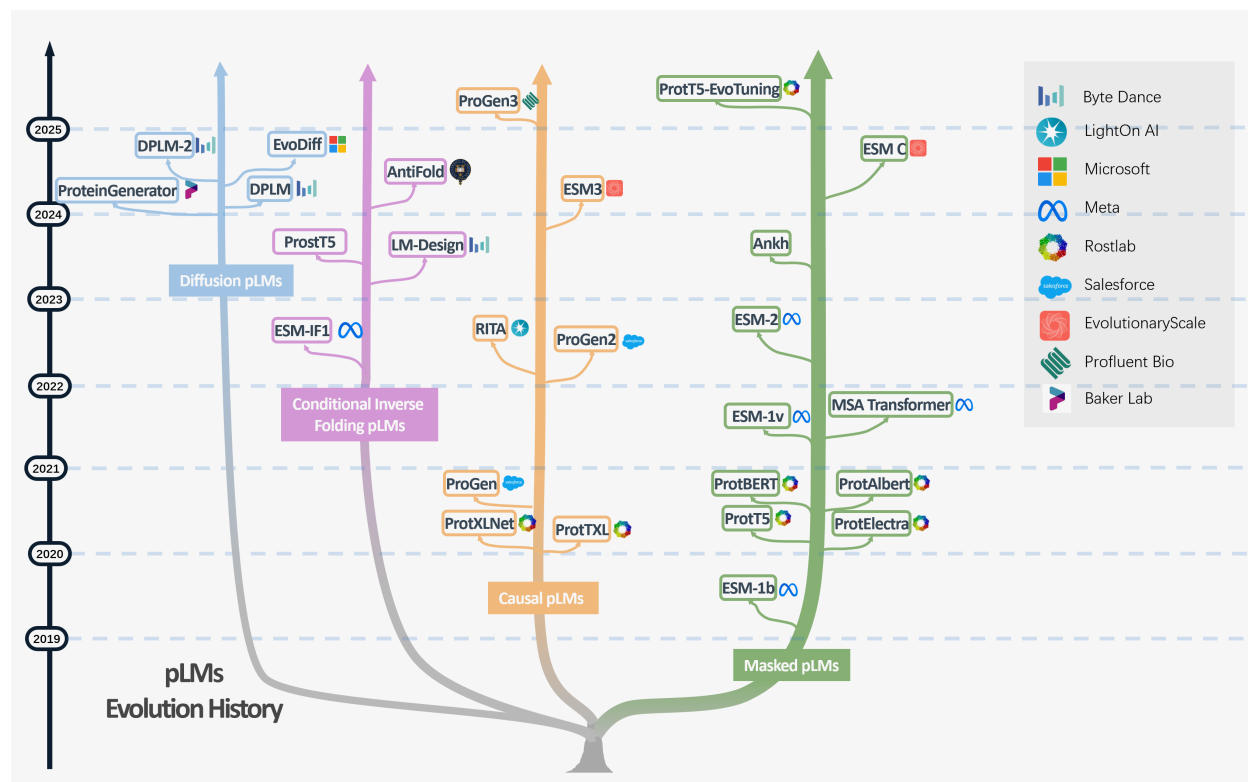 2025
2024
2023
2022
2021
2020
2019
pLMs
Evolution History
DPLM-2
EvoDiff
ProteinGenerator
DPLM
Diffusion pLMs
AntiFold
ProstT5
LM-Design
ESM-IF1
Conditional Inverse
Folding pLMs
ProGen3
ESM3
RITA
ProGen2
ProGen
ProtXLNet
ProtTXL
Causal pLMs
ProtT5-EvoTuning
ESM C
Ankh
ESM-2
ESM-1v
MSA Transformer
ProtBERT
ProtAlbert
ProtT5
ProtElectra
ESM-1b
Masked pLMs
Byte Dance
LightOn AI
Microsoft
Meta
Rostlab
salesforce
Salesforce
EvolutionaryScale
Profluent Bio
Baker Lab